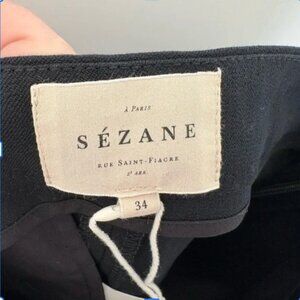 À PARIS
SÉZANE
RUE SAINT-FIACRE
2E ARR.
34